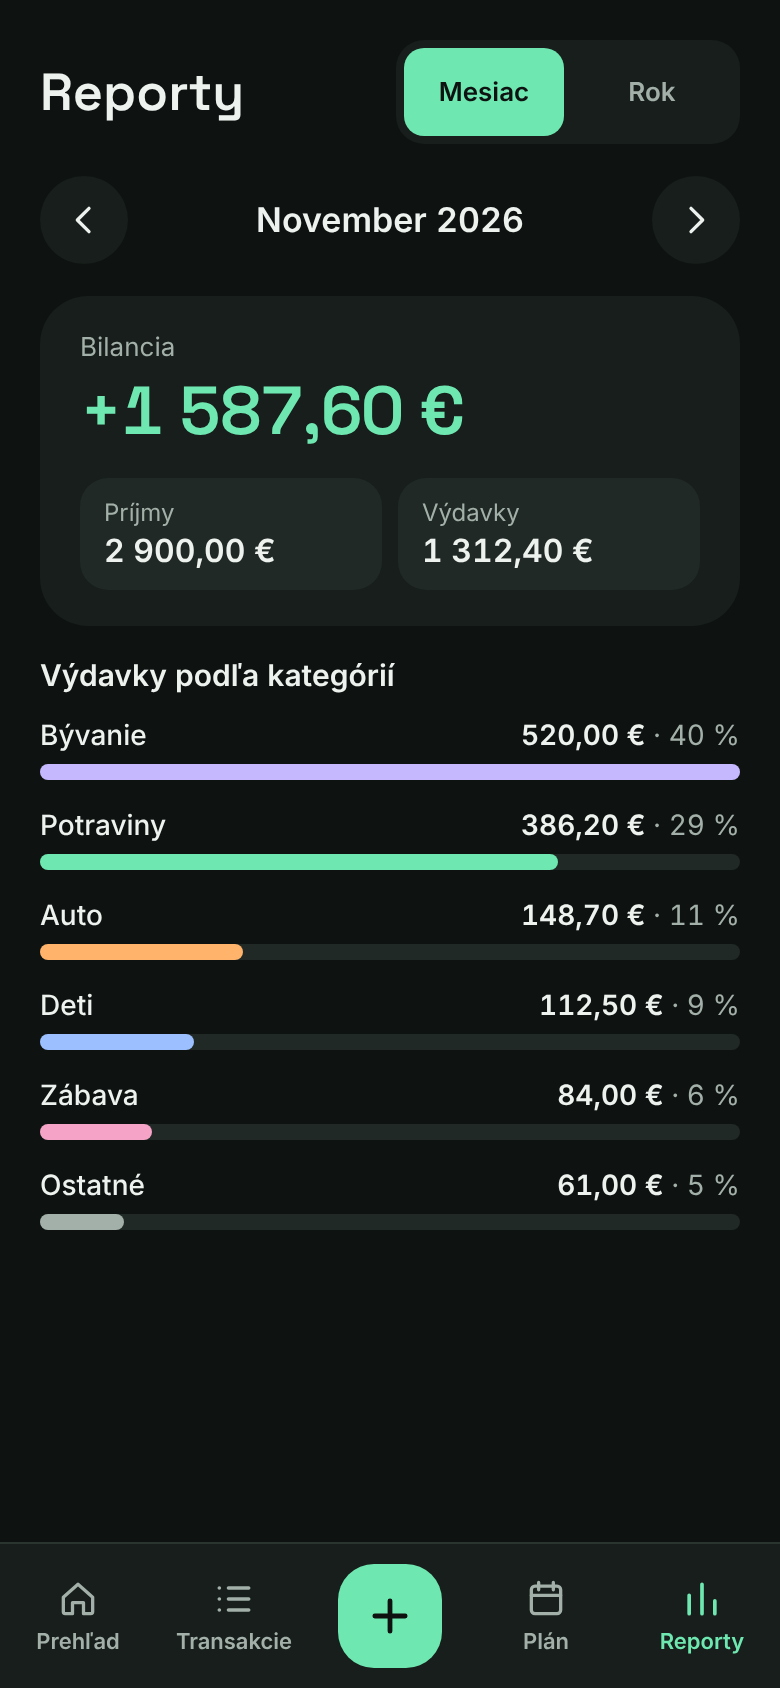 Reporty
Mesiac
Rok
November 2026
Bilancia
+1 587,60 €
Príjmy
2 900,00 €
Výdavky
1 312,40 €
Výdavky podľa kategórií
Bývanie 520,00 € · 40 %
Potraviny 386,20 € · 29 %
Auto 148,70 € · 11 %
Deti 112,50 € · 9 %
Zábava 84,00 € · 6 %
Ostatné 61,00 € · 5 %
Prehľad
Transakcie
Plán
Reporty